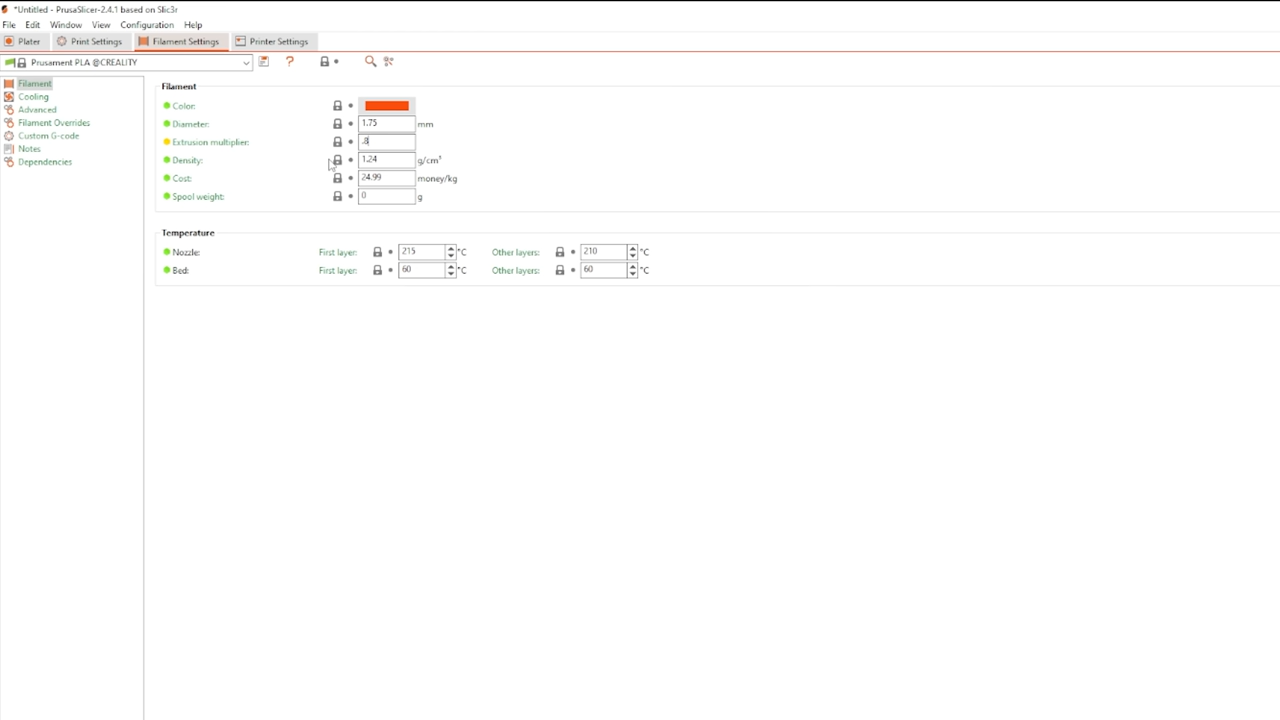 *Untitled - PrusaSlicer-2.4.1 based on Slic3r
File Edit Window View Configuration Help
Plater Print Settings Filament Settings Printer Settings
Prusament PLA @CREALITY ?
Filament
Cooling
Advanced
Filament Overrides
Custom G-code
Notes
Dependencies
Filament
Color:
Diameter: 1.75 mm
Extrusion multiplier: .8
Density: 1.24 g/cm³
Cost: 24.99 money/kg
Spool weight: 0 g
Temperature
Nozzle: First layer: 215 °C Other layers: 210 °C
Bed: First layer: 60 °C Other layers: 60 °C